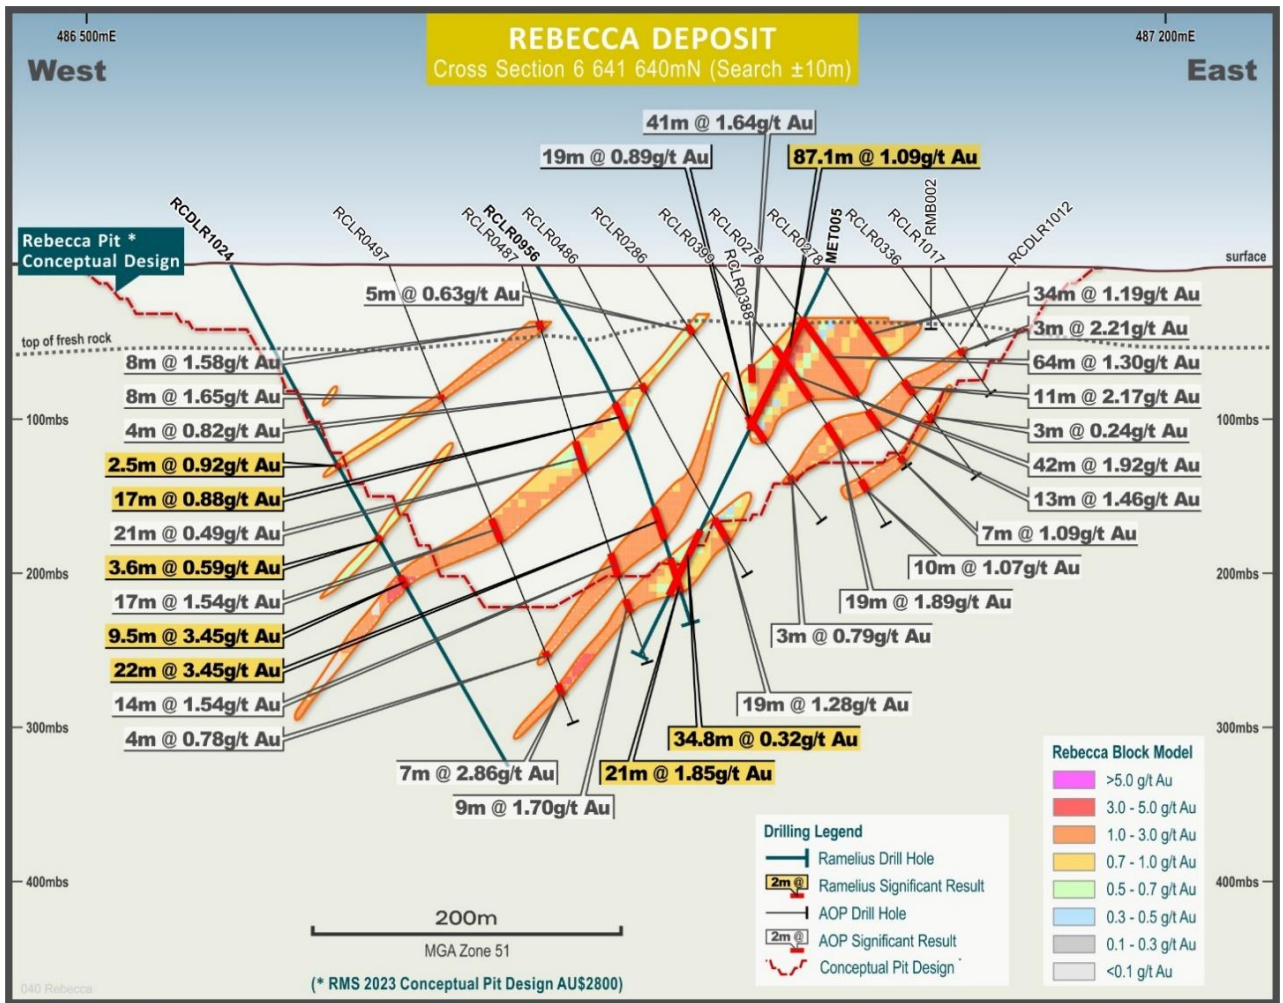 486 500mE
487 200mE
REBECCA DEPOSIT
Cross Section 6 641 640mN (Search ±10m)
West
East
41m @ 1.64g/t Au
19m @ 0.89g/t Au
87.1m @ 1.09g/t Au
RCDLR1024
RCLR0497
RCLR0487
RCLR0956
RCLR0486
RCLR0286
RCLR0399
RCLR0388
RCLR0278
RCLR0278
MET005
RCLR0336
RCLR1017
RMB002
RCDLR1012
Rebecca Pit *
Conceptual Design
surface
5m @ 0.63g/t Au
34m @ 1.19g/t Au
3m @ 2.21g/t Au
top of fresh rock
8m @ 1.58g/t Au
64m @ 1.30g/t Au
8m @ 1.65g/t Au
11m @ 2.17g/t Au
100mbs
4m @ 0.82g/t Au
3m @ 0.24g/t Au
100mbs
2.5m @ 0.92g/t Au
42m @ 1.92g/t Au
17m @ 0.88g/t Au
13m @ 1.46g/t Au
21m @ 0.49g/t Au
7m @ 1.09g/t Au
3.6m @ 0.59g/t Au
10m @ 1.07g/t Au
200mbs
200mbs
17m @ 1.54g/t Au
19m @ 1.89g/t Au
9.5m @ 3.45g/t Au
3m @ 0.79g/t Au
22m @ 3.45g/t Au
14m @ 1.54g/t Au
19m @ 1.28g/t Au
300mbs
300mbs
4m @ 0.78g/t Au
34.8m @ 0.32g/t Au
7m @ 2.86g/t Au
21m @ 1.85g/t Au
9m @ 1.70g/t Au
Rebecca Block Model
>5.0 g/t Au
3.0 - 5.0 g/t Au
1.0 - 3.0 g/t Au
0.7 - 1.0 g/t Au
0.5 - 0.7 g/t Au
0.3 - 0.5 g/t Au
0.1 - 0.3 g/t Au
<0.1 g/t Au
Drilling Legend
Ramelius Drill Hole
2m @
Ramelius Significant Result
AOP Drill Hole
2m @
AOP Significant Result
Conceptual Pit Design
400mbs
400mbs
200m
MGA Zone 51
(* RMS 2023 Conceptual Pit Design AU$2800)
040 Rebecca